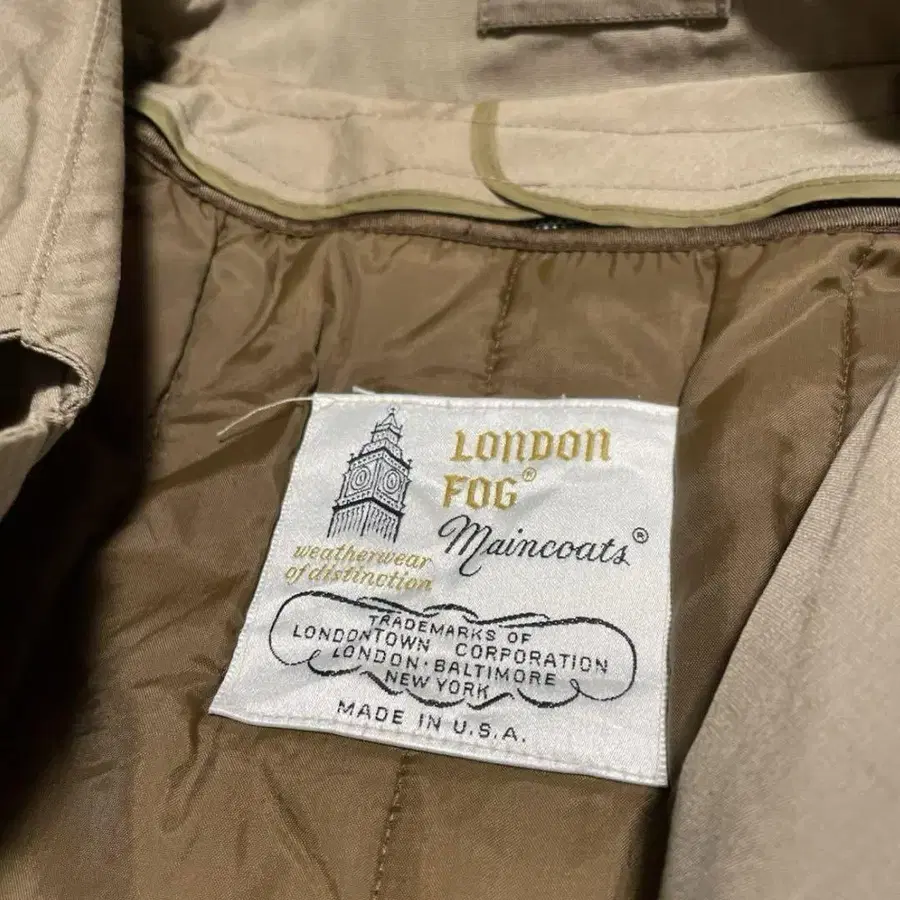 LONDON
FOG®
Maincoats®
weatherwear
of distinction
TRADEMARKS OF
LONDONTOWN CORPORATION
LONDON·BALTIMORE
NEW YORK
MADE IN U.S.A.